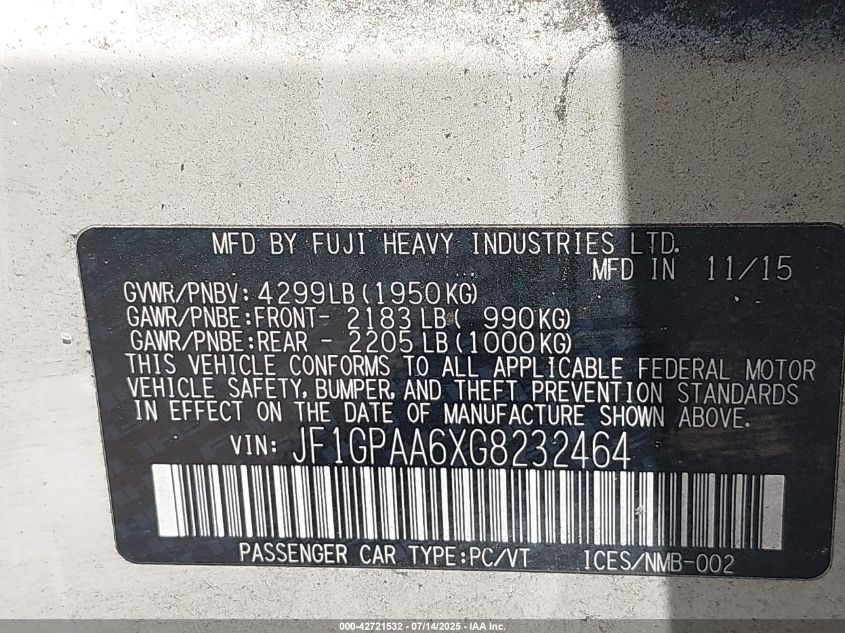 MFD BY FUJI HEAVY INDUSTRIES LTD.
MFD IN 11/15
GVWR/PNBV: 4299LB (1950KG)
GAWR/PNBE: FRONT- 2183 LB ( 990KG)
GAWR/PNBE: REAR - 2205 LB (1000KG)
THIS VEHICLE CONFORMS TO ALL APPLICABLE FEDERAL MOTOR
VEHICLE SAFETY, BUMPER, AND THEFT PREVENTION STANDARDS
IN EFFECT ON THE DATE OF MANUFACTURE SHOWN ABOVE.
VIN: JF1GPAA6XG8232464
PASSENGER CAR TYPE: PC/VT ICES/NMB-002
000-42721532 - 07/14/2025 - IAA Inc.